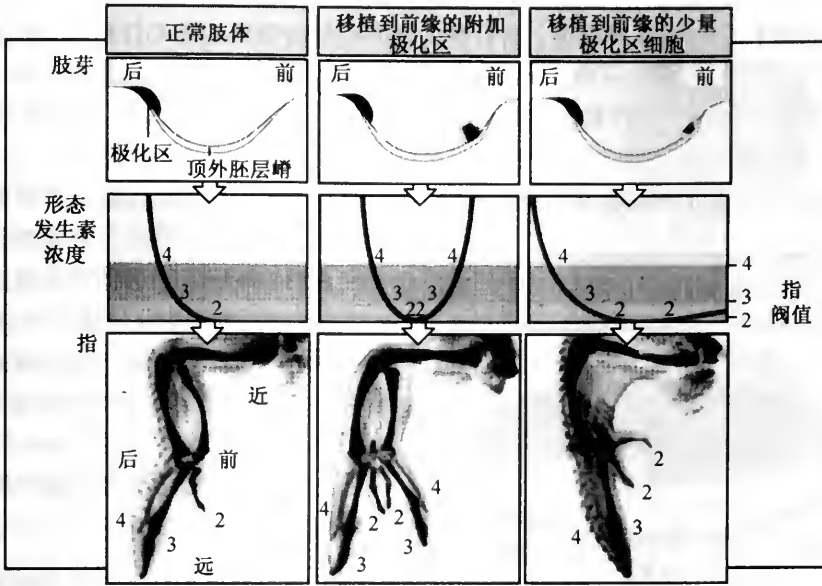 正常肢体
移植到前缘的附加
极化区
移植到前缘的少量
极化区细胞
肢芽
后 前
极化区
顶外胚层嵴
后 前
后 前
形态
发生素
浓度
4
3
2
4 4
3 3
22
4
3
2 2
4
3
2
指
阀值
指
近
后 前
4
3
2
远
4
3
2 2
3
4
2
2
4
3